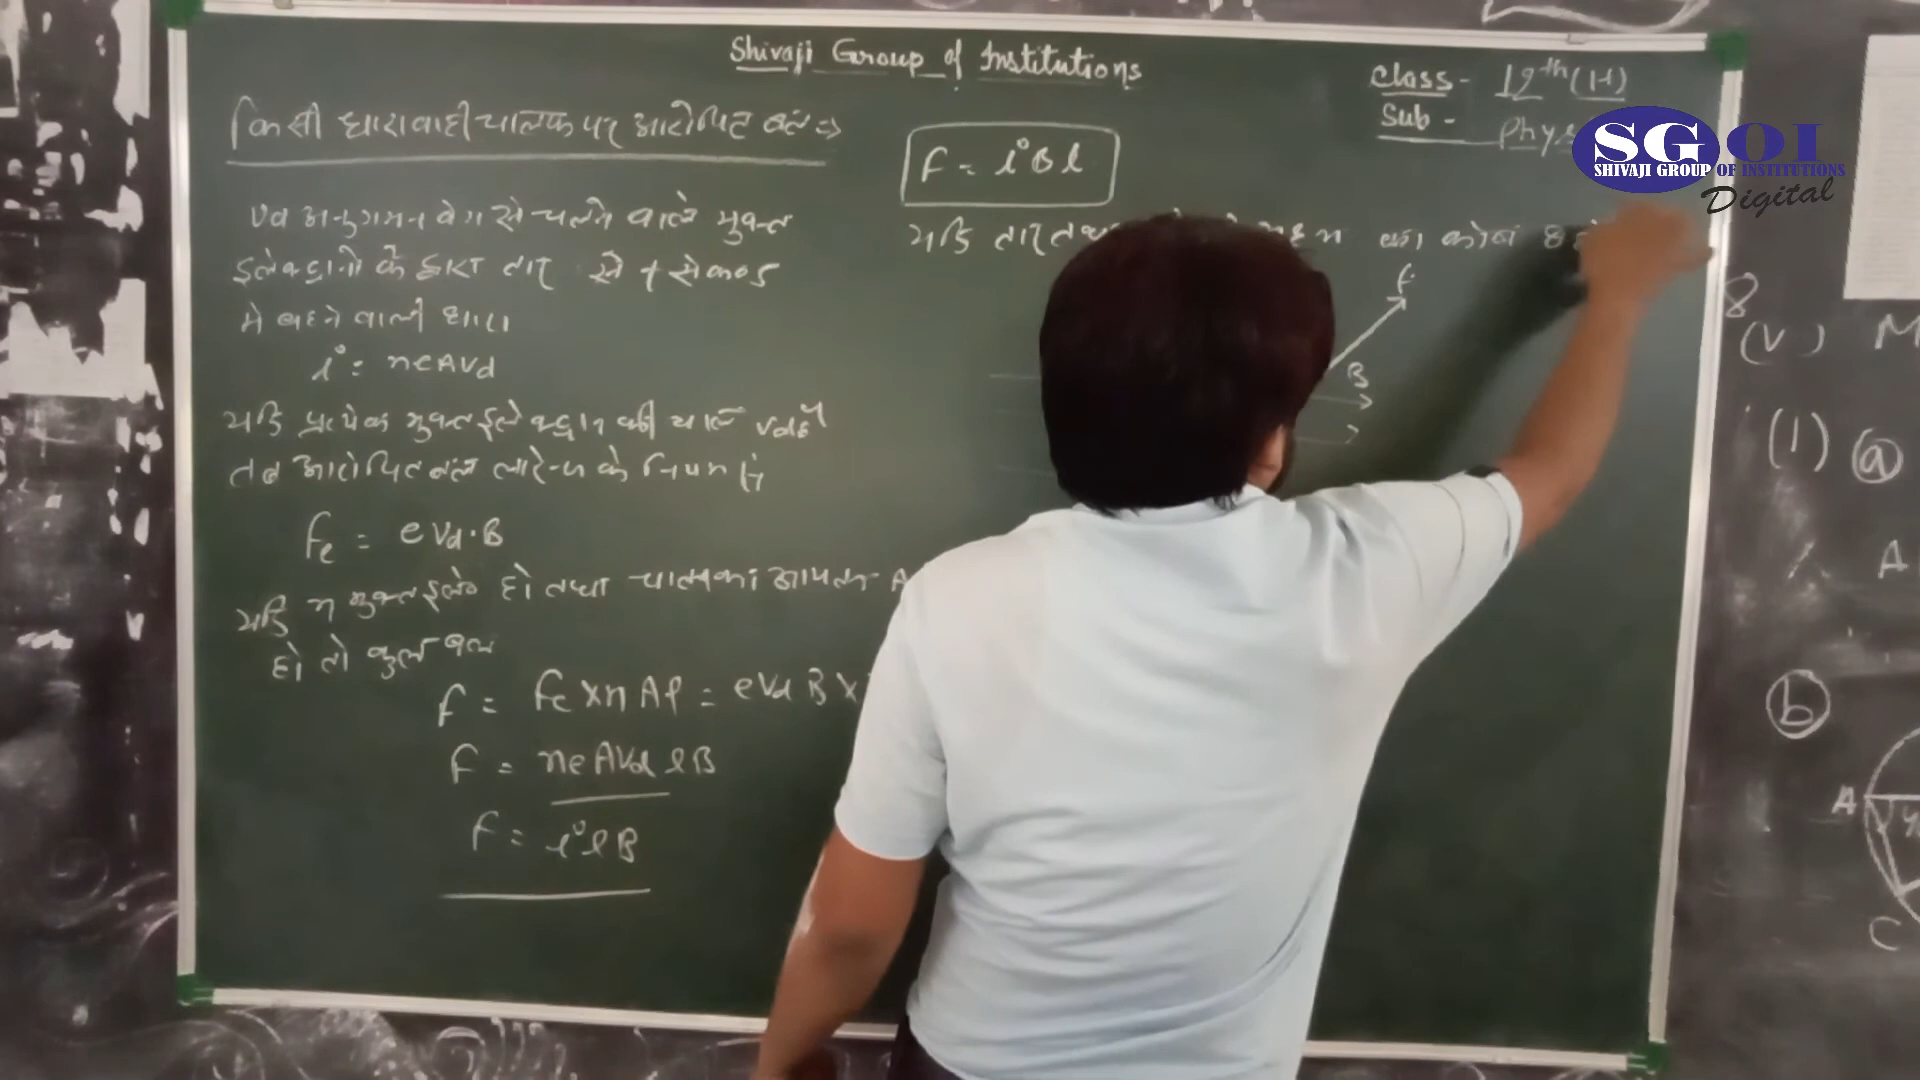 Shivaji Group of Institutions
Class - 12th (H)
Sub - Phys
SGOI
SHIVAJI GROUP OF INSTITUTIONS
Digital
किसी धारावाही चालक पर आरोपित बल ⇒
Vd अनुगमन वेग से चलने वाले मुक्त
इलेक्ट्रानो के द्वारा तार से 1 सेकण्ड
मे बहने वाली धारा
i = neAVd
यदि प्रत्येक मुक्त इलेक्ट्रान की चाल Vd है
तब आरोपित बल लारेन्ज के नियम से
Fe = eVd·B
यदि n मुक्त इले० हो तथा चालक का आयतन A
हो तो कुल बल
F = Fe × nAl = eVd B ×
F = neAVd lB
F = ilB
F = iBl
यदि तार का कोण θ
F
B
8
(V) M
(1) (a)
A
(b)
A
C